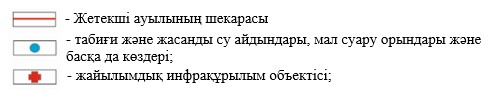 - Жетекші ауылының шекарасы
- табиғи және жасанды су айдындары, мал суару орындары және
басқа да көздері;
- жайылымдық инфрақұрылым объектісі;